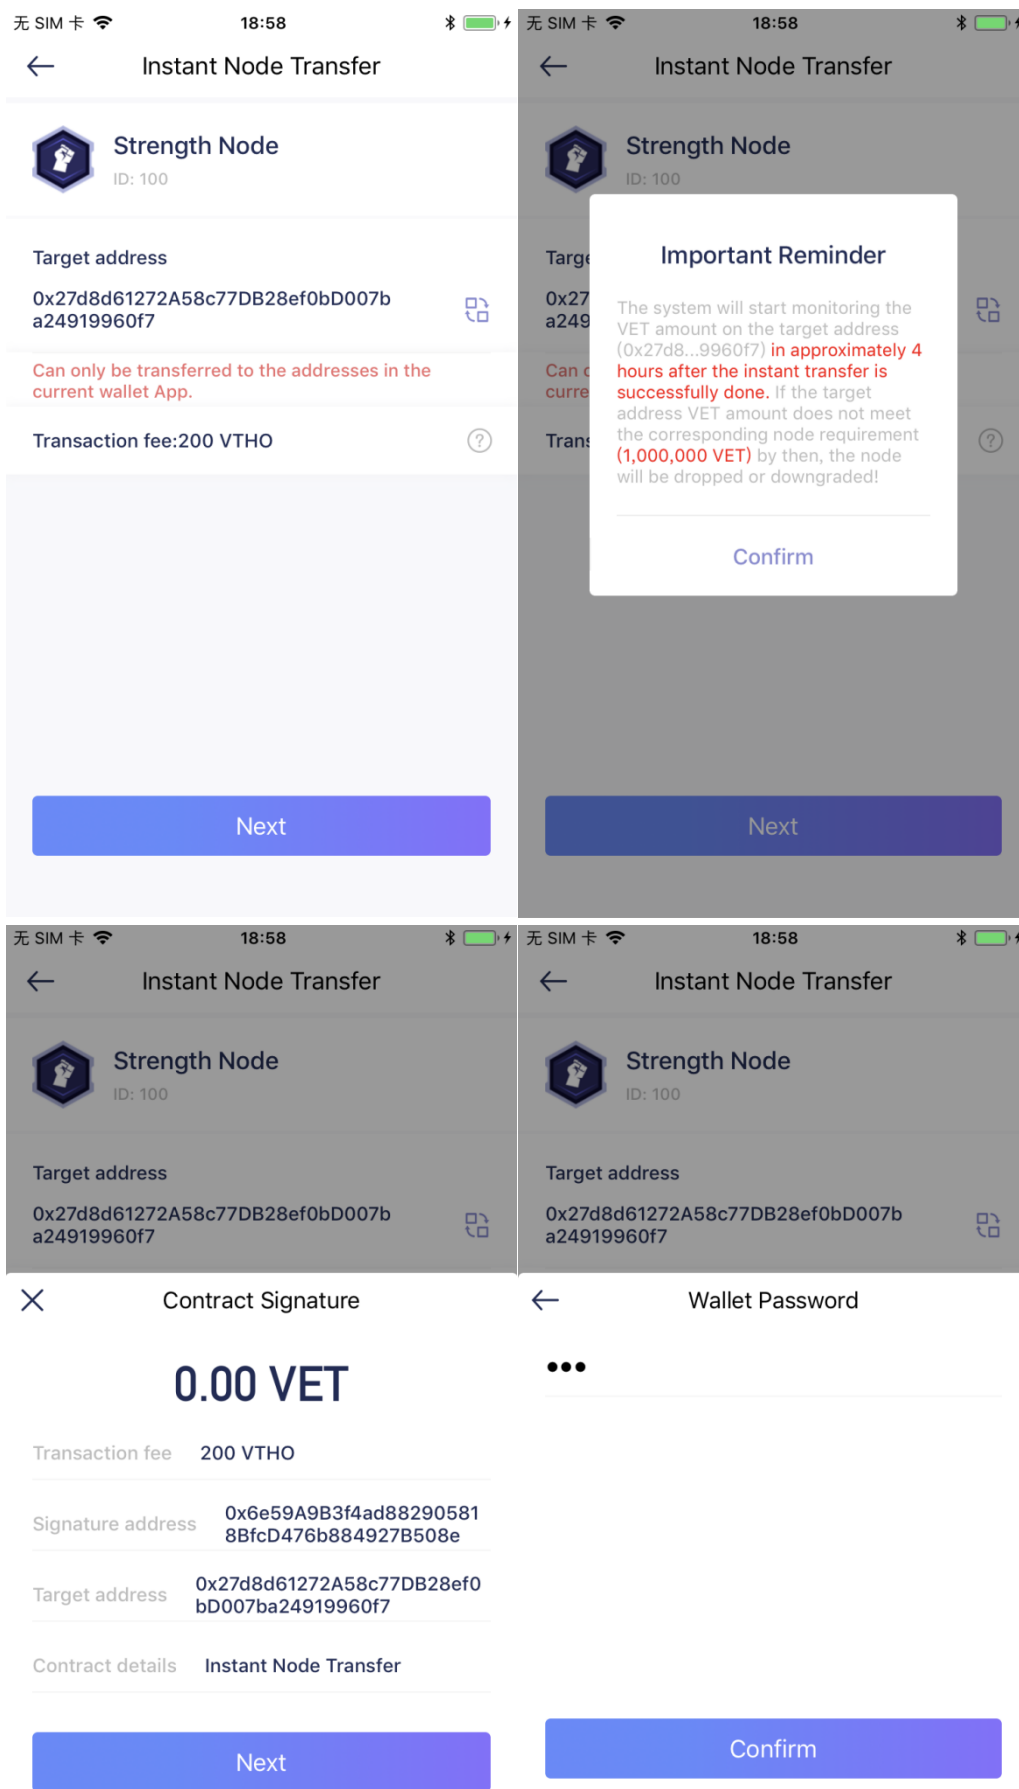 无 SIM 卡 18:58
Instant Node Transfer
Strength Node
ID: 100
Target address
0x27d8d61272A58c77DB28ef0bD007b
a24919960f7
Can only be transferred to the addresses in the
current wallet App.
Transaction fee:200 VTHO
Next
无 SIM 卡 18:58
Instant Node Transfer
Strength Node
ID: 100
Targe
0x27
a249
Can c
curre
Trans
Important Reminder
The system will start monitoring the
VET amount on the target address
(0x27d8...9960f7) in approximately 4
hours after the instant transfer is
successfully done. If the target
address VET amount does not meet
the corresponding node requirement
(1,000,000 VET) by then, the node
will be dropped or downgraded!
Confirm
Next
无 SIM 卡 18:58
Instant Node Transfer
Strength Node
ID: 100
Target address
0x27d8d61272A58c77DB28ef0bD007b
a24919960f7
Contract Signature
0.00 VET
Transaction fee 200 VTHO
Signature address 0x6e59A9B3f4ad88290581
8BfcD476b884927B508e
Target address 0x27d8d61272A58c77DB28ef0
bD007ba24919960f7
Contract details Instant Node Transfer
Next
无 SIM 卡 18:58
Instant Node Transfer
Strength Node
ID: 100
Target address
0x27d8d61272A58c77DB28ef0bD007b
a24919960f7
Wallet Password
Confirm